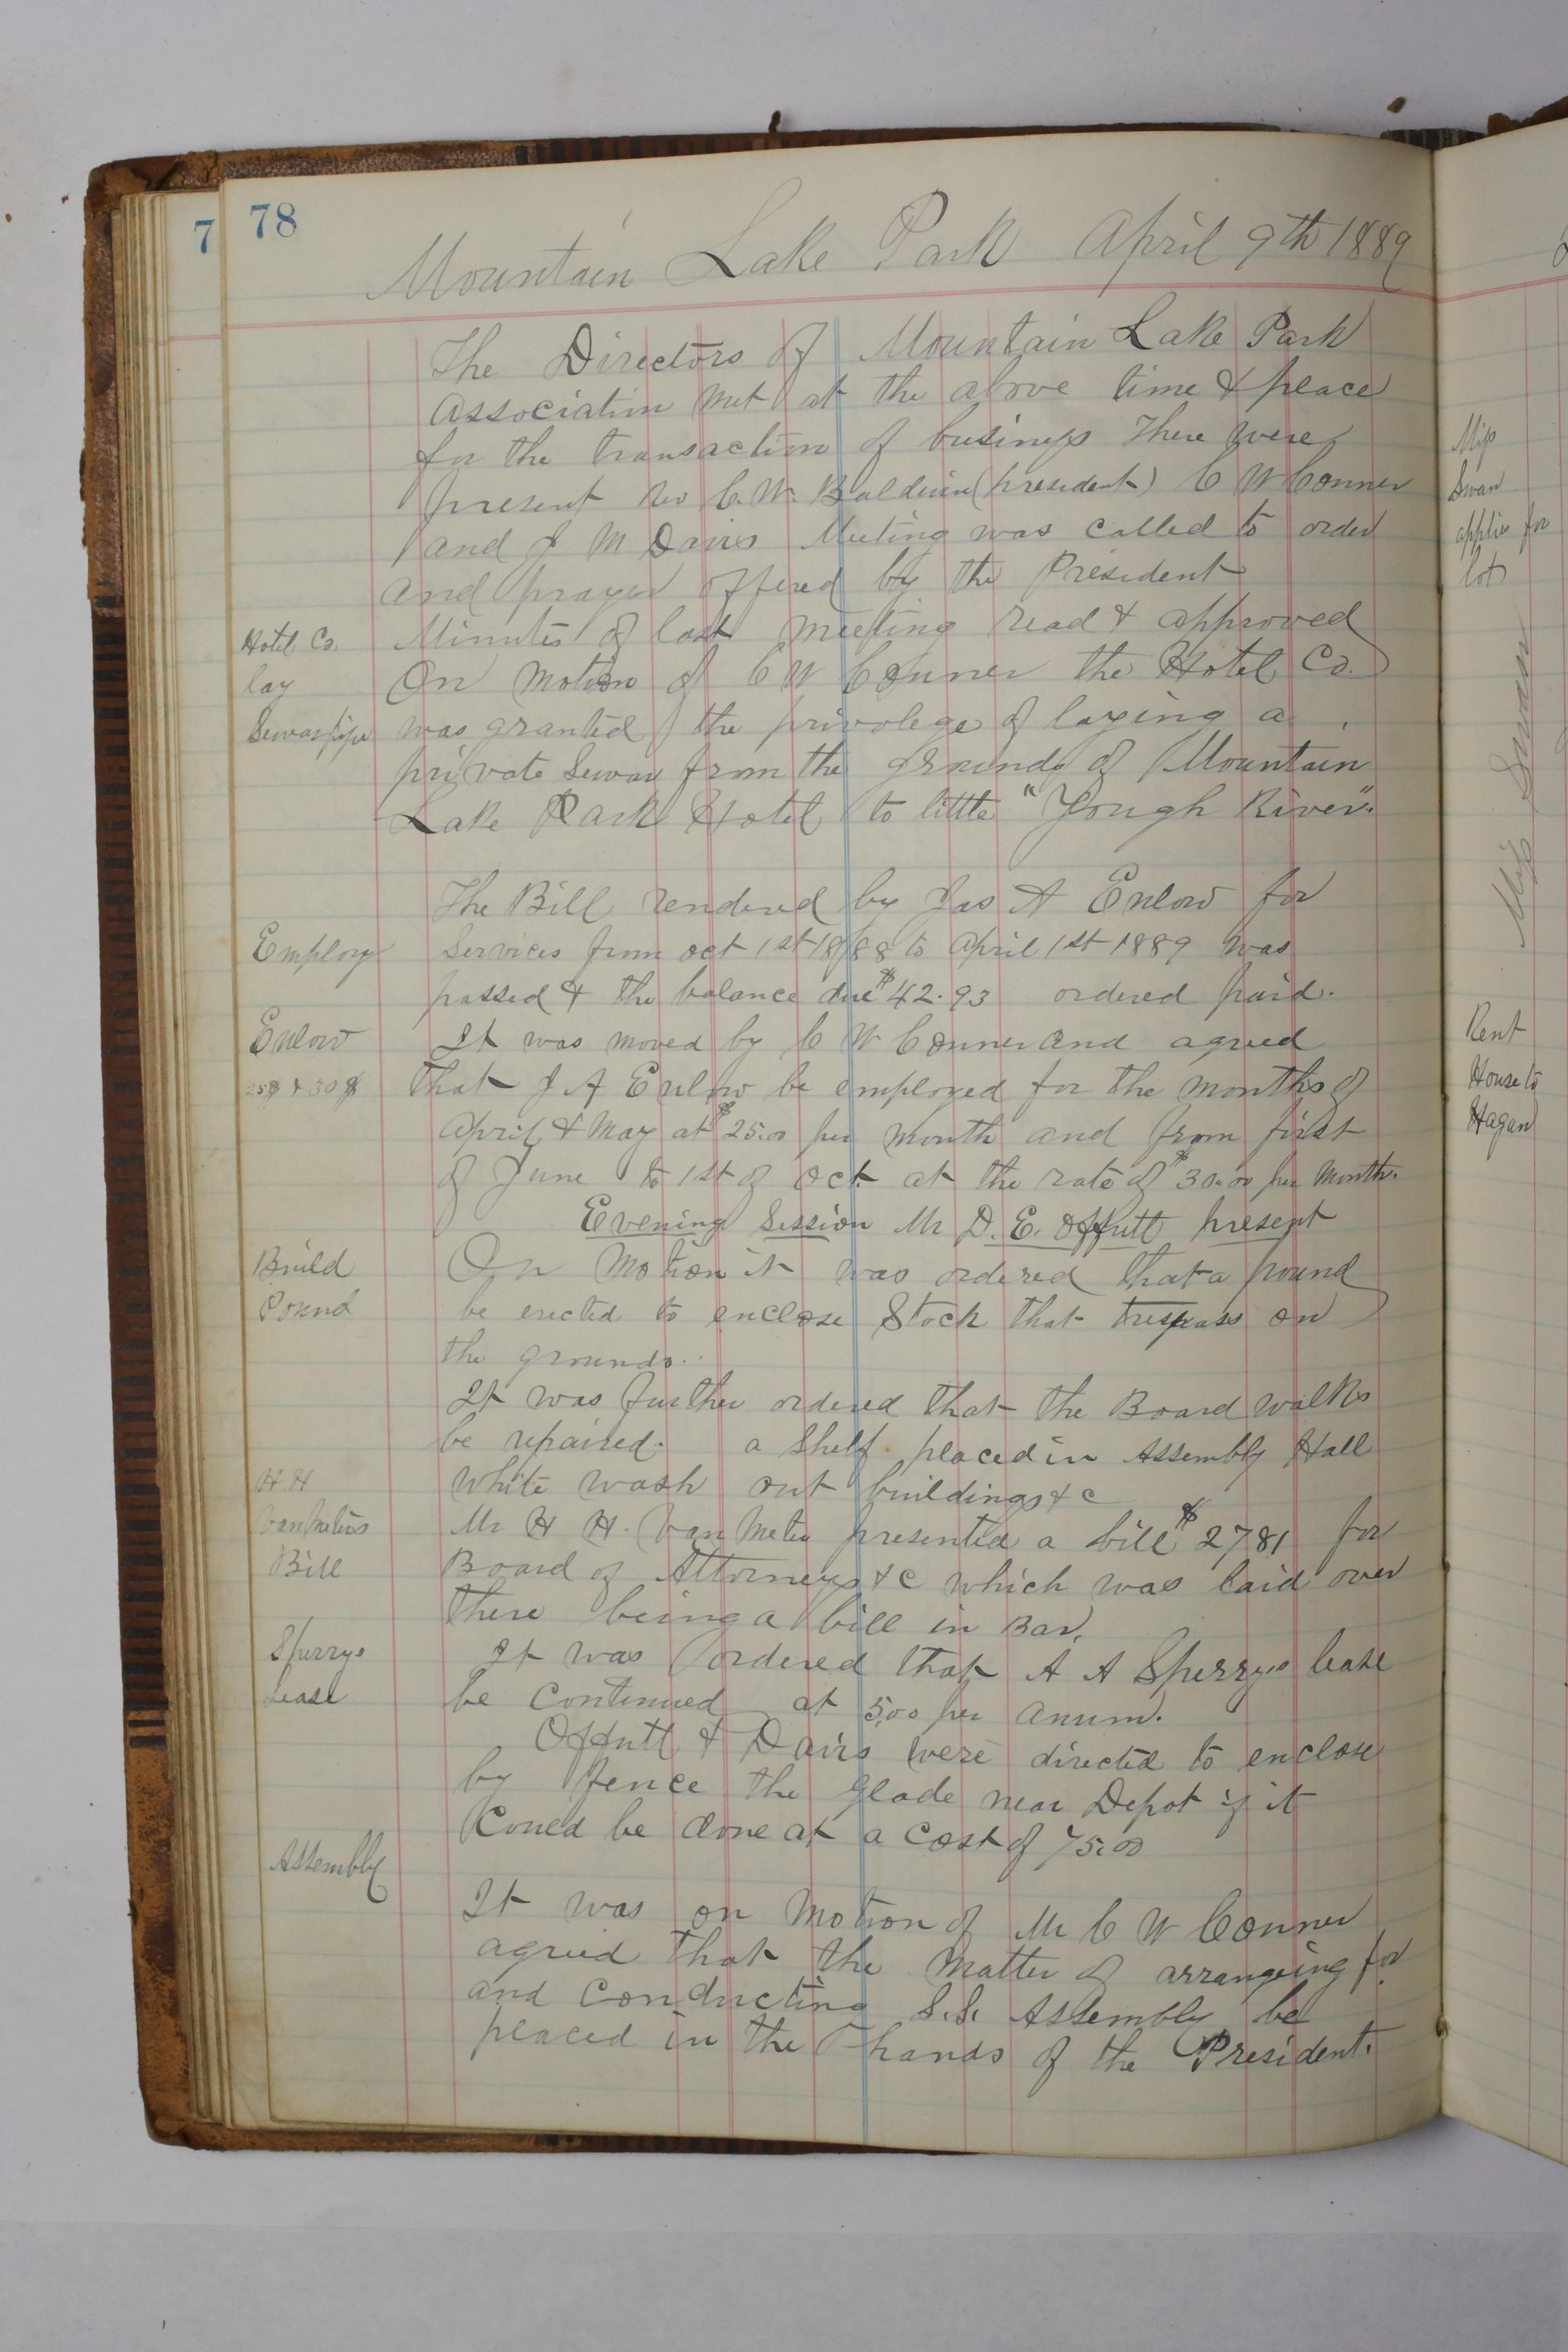 7
78
Mountain Lake Park April 9th 1889
The Directors of Mountain Lake Park
Association met at the above time & place
for the transaction of business There were
present Rev C. W. Baldwin (president) C W Conner
and J M Davis Meeting was called to order
and prayer offered by the President
Hotel Co. Minutes of last meeting read & approved
lay On motion of C W Conner the Hotel Co.
Sewar pipe was granted the privolege of laying a
private Sewar from the grounds of Mountain
Lake Park Hotel to little "Yough River".
The Bill rendered by Jas A Enlow for
Employ Services from Oct 1st 1888 to April 1st 1889 was
passed & the balance due $42.93 ordered paid.
Enlow It was moved by C W Conner and agreed
25$ & 30$ that J A Enlow be employed for the months of
April & May at $25.00 per month and from first
of June to 1st of Oct. at the rate of $30.00 per month.
Evening Session Mr D. E. Offutt present
Build On motion it was ordered that a pound
Pound be erected to enclose Stock that trespass on
the grounds.
It was further ordered that the Board walks
be repaired. a Shelf placed in Assembly Hall
H H white wash out buildings &c
Van Meters Mr H H. Van Meter presented a bill $2781 for
Bill Board of Attorneys &c which was laid over
there being a bill in Bar.
Sperrys It was ordered that A A Sperrys lease
Lease be continued at 5.00 per anum.
Offutt & Davis were directed to enclose
by fence the glade near Depot if it
Could be done at a cost of 75.00
Assembly
It was on motion of Mr C W Conner
agreed that the matter of arrangeing for
and conducting S.S. Assembly be
placed in the hands of the President.
Miss
Swan
applies for
lots
Miss Swan
Rent
House to
Hagan